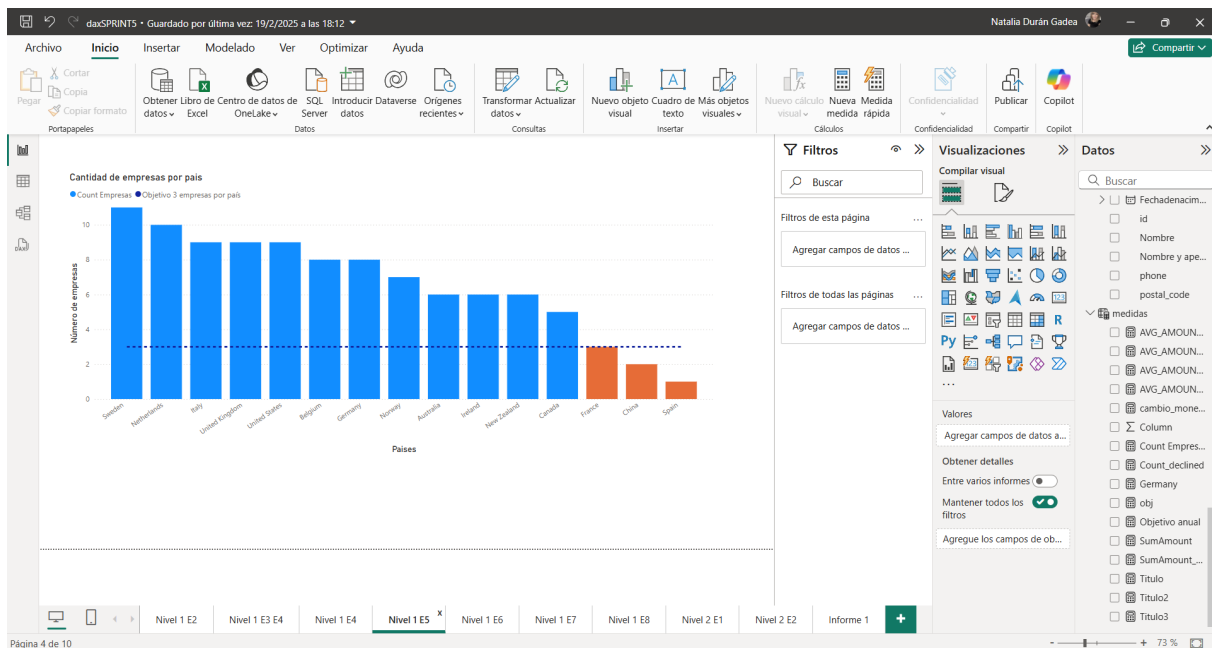 daxSPRINT5 • Guardado por última vez: 19/2/2025 a las 18:12
Natalia Durán Gadea
Archivo Inicio Insertar Modelado Ver Optimizar Ayuda
Compartir
Pegar
Cortar
Copia
Copiar formato
Obtener datos
Libro de Excel
Centro de datos de OneLake
SQL Server
Introducir datos
Dataverse
Orígenes recientes
Transformar datos
Actualizar
Nuevo objeto visual
Cuadro de texto
Más objetos visuales
Nuevo cálculo visual
Nueva medida
Medida rápida
Confidencialidad
Publicar
Copilot
Portapapeles Datos Consultas Insertar Cálculos Confidencialidad Compartir Copilot
Cantidad de empresas por pais
Count Empresas Objetivo 3 empresas por país
Número de empresas
10
8
6
4
2
0
Sweden Netherlands Italy United Kingdom United States Belgium Germany Norway Australia Ireland New Zealand Canada France China Spain
Paises
Filtros
Buscar
Filtros de esta página ...
Agregar campos de datos ...
Filtros de todas las páginas ...
Agregar campos de datos ...
Visualizaciones
Compilar visual
123
R
Py
...
Valores
Agregar campos de datos a...
Obtener detalles
Entre varios informes
Mantener todos los
filtros
Agregue los campos de ob...
Datos
Buscar
Fechadenacim...
id
Nombre
Nombre y ape...
phone
postal_code
medidas
AVG_AMOUN...
AVG_AMOUN...
AVG_AMOUN...
AVG_AMOUN...
cambio_mone...
Column
Count Empres...
Count_declined
Germany
obj
Objetivo anual
SumAmount
SumAmount_...
Titulo
Titulo2
Titulo3
Nivel 1 E2 Nivel 1 E3 E4 Nivel 1 E4 Nivel 1 E5 x Nivel 1 E6 Nivel 1 E7 Nivel 1 E8 Nivel 2 E1 Nivel 2 E2 Informe 1 +
Página 4 de 10
- + 73 %